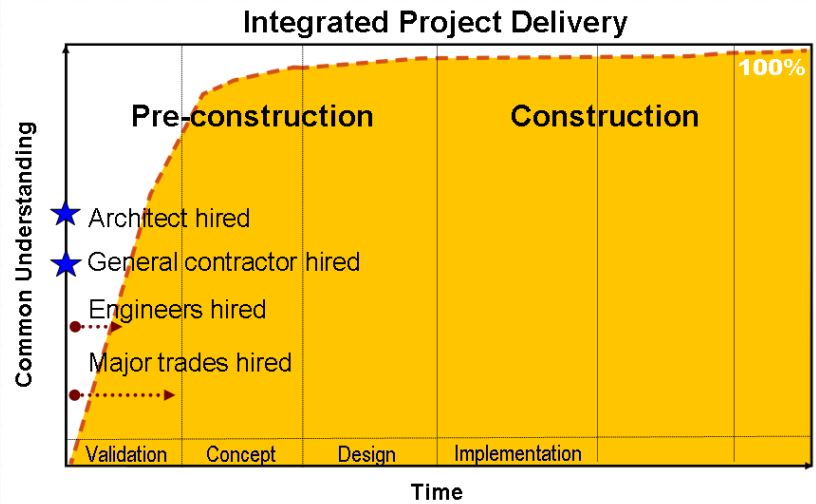 Integrated Project Delivery
100%
Pre-construction
Construction
Common Understanding
Architect hired
General contractor hired
Engineers hired
Major trades hired
Validation
Concept
Design
Implementation
Time